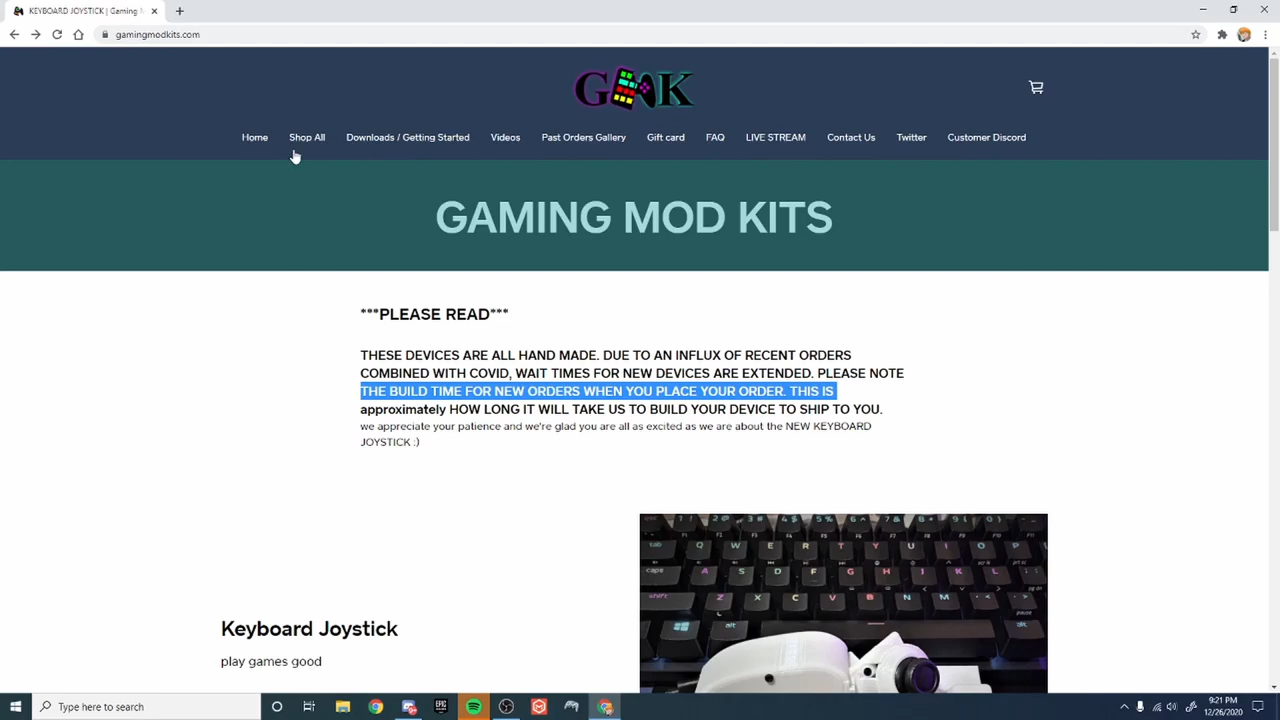 KEYBOARD JOYSTICK | Gaming M
gamingmodkits.com
G K
Home Shop All Downloads / Getting Started Videos Past Orders Gallery Gift card FAQ LIVE STREAM Contact Us Twitter Customer Discord
GAMING MOD KITS
***PLEASE READ***
THESE DEVICES ARE ALL HAND MADE. DUE TO AN INFLUX OF RECENT ORDERS
COMBINED WITH COVID, WAIT TIMES FOR NEW DEVICES ARE EXTENDED. PLEASE NOTE
THE BUILD TIME FOR NEW ORDERS WHEN YOU PLACE YOUR ORDER. THIS IS
approximately HOW LONG IT WILL TAKE US TO BUILD YOUR DEVICE TO SHIP TO YOU.
we appreciate your patience and we're glad you are all as excited as we are about the NEW KEYBOARD
JOYSTICK :)
Keyboard Joystick
play games good
tab Q W E R T Y U I O P
caps A S D F G H J K L
shift Z X C V B N M
alt alt
Type here to search
EPIC
9:21 PM
12/26/2020